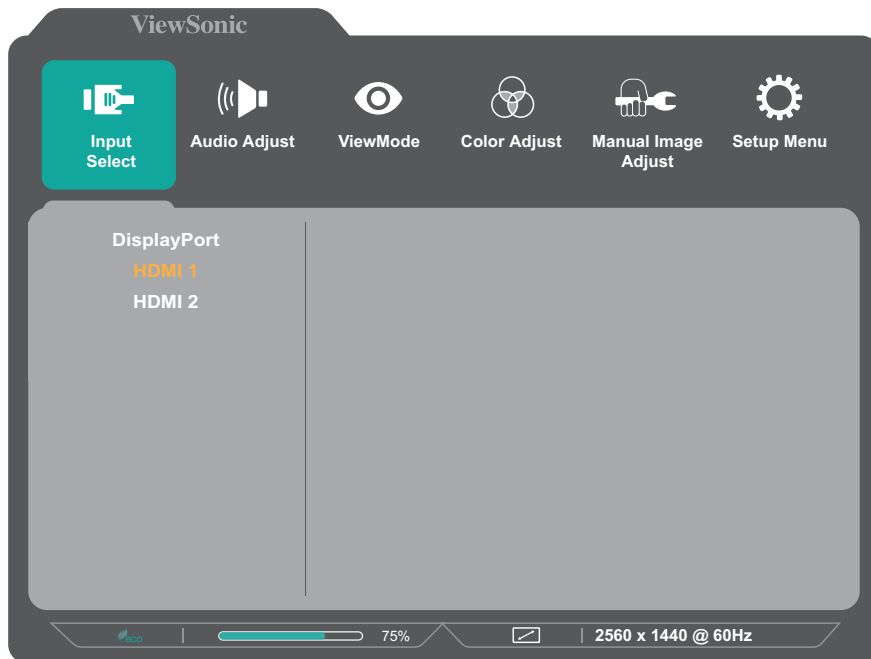 ViewSonic
Input Select
Audio Adjust
ViewMode
Color Adjust
Manual Image Adjust
Setup Menu
DisplayPort
HDMI 1
HDMI 2
eco
75%
2560 x 1440 @ 60Hz